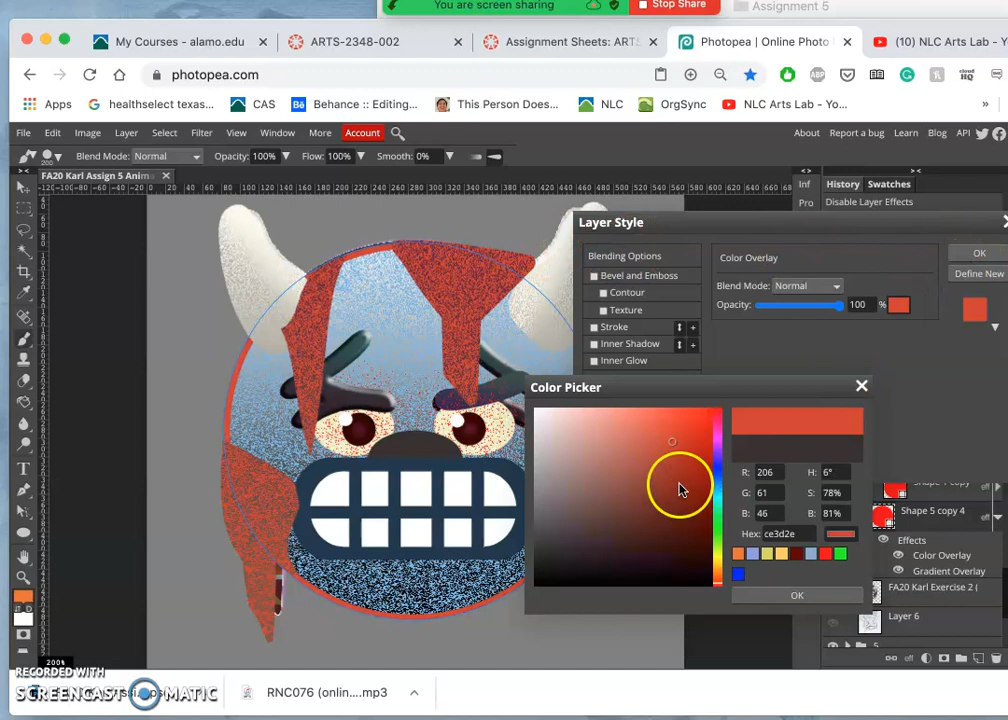 You are screen sharing
Stop Share
Assignment 5
My Courses - alamo.edu
ARTS-2348-002
Assignment Sheets: ARTS
Photopea | Online Photo
(10) NLC Arts Lab - Y
photopea.com
Apps
healthselect texas...
CAS
Behance :: Editing...
This Person Does...
NLC
OrgSync
NLC Arts Lab - Yo...
»
File Edit Image Layer Select Filter View Window More Account
About Report a bug Learn Blog API
Blend Mode: Normal Opacity: 100% Flow: 100% Smooth: 0%
200
FA20 Karl Assign 5 Anim
Inf
Pro
History Swatches
Disable Layer Effects
Layer Style
Blending Options
Bevel and Emboss
Contour
Texture
Stroke
Inner Shadow
Inner Glow
Color Overlay
Blend Mode: Normal
Opacity: 100 %
OK
Define New
Color Picker
R: 206 H: 6°
G: 61 S: 78%
B: 46 B: 81%
Hex: ce3d2e
OK
Shape 1 copy
Shape 5 copy 4
Effects
Color Overlay
Gradient Overlay
FA20 Karl Exercise 2 (
Layer 6
5
200%
RECORDED WITH
SCREENCAST MATIC
RNC076 (onlin....mp3